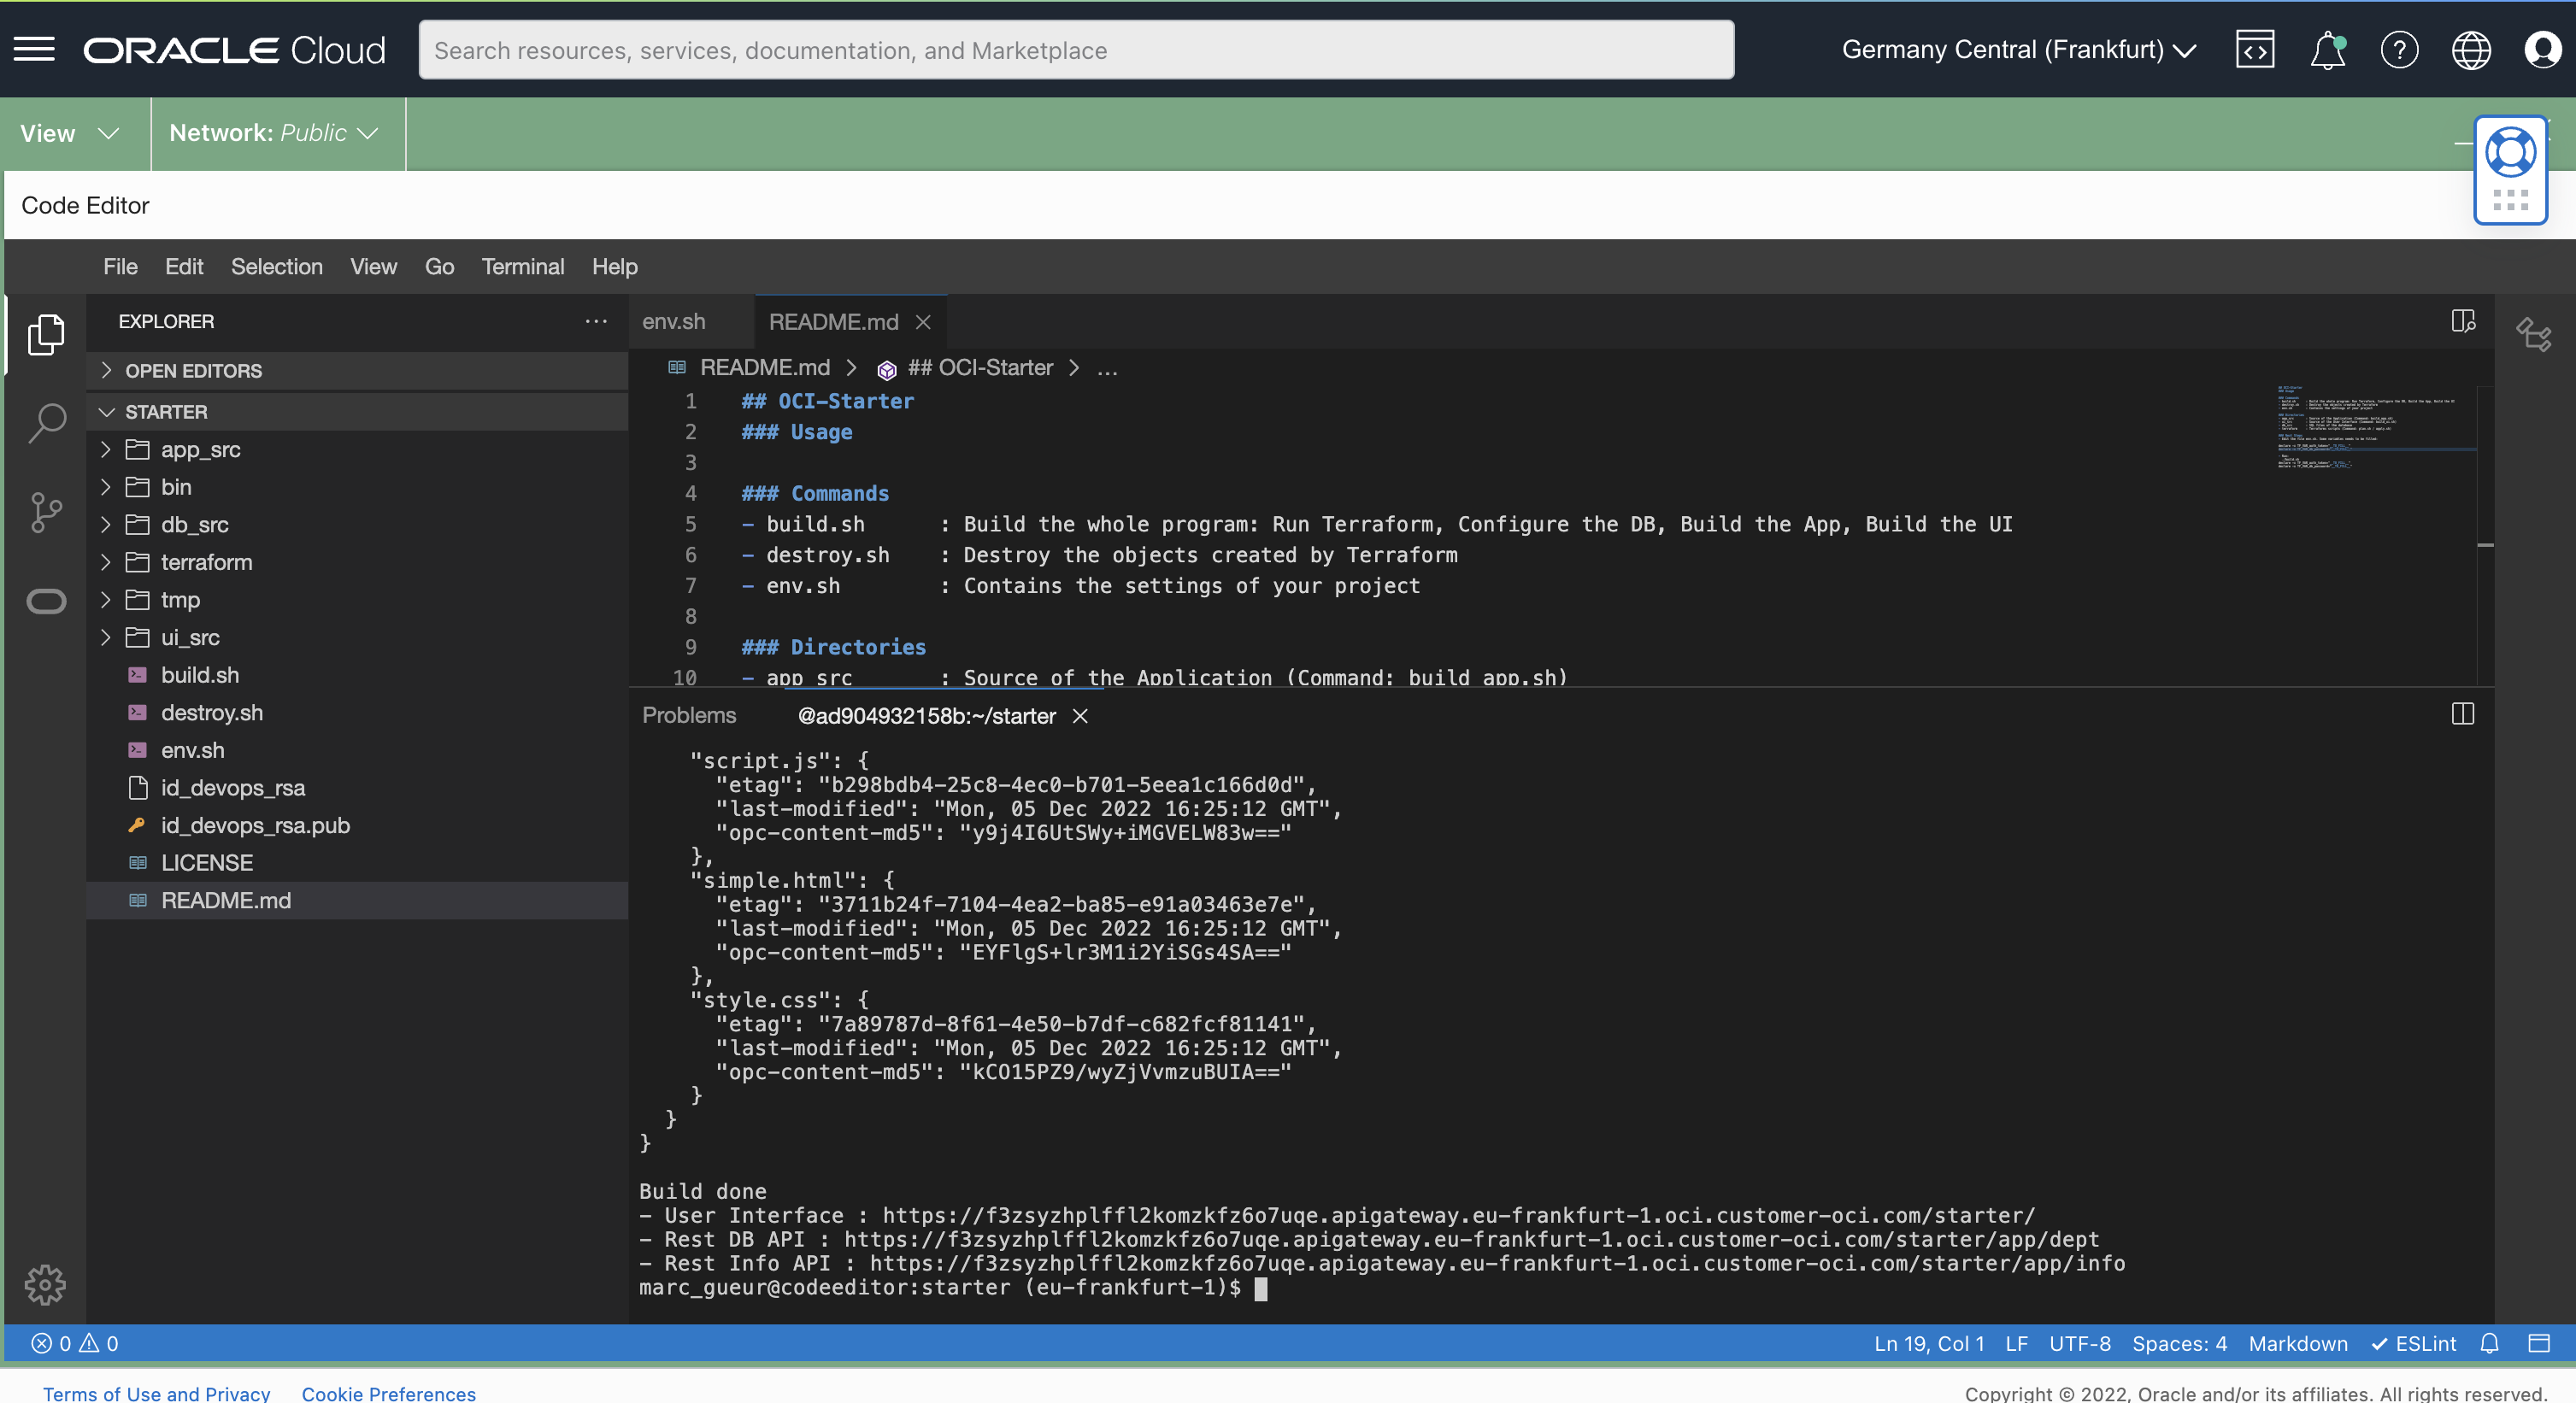 ORACLE Cloud
Search resources, services, documentation, and Marketplace
Germany Central (Frankfurt)
View
Network: Public
Code Editor
File Edit Selection View Go Terminal Help
EXPLORER
OPEN EDITORS
STARTER
app_src
bin
db_src
terraform
tmp
ui_src
build.sh
destroy.sh
env.sh
id_devops_rsa
id_devops_rsa.pub
LICENSE
README.md
env.sh README.md
README.md > ## OCI-Starter > ...
1 ## OCI-Starter
2 ### Usage
3
4 ### Commands
5 - build.sh : Build the whole program: Run Terraform, Configure the DB, Build the App, Build the UI
6 - destroy.sh : Destroy the objects created by Terraform
7 - env.sh : Contains the settings of your project
8
9 ### Directories
10 - app_src : Source of the Application (Command: build_app.sh)
Problems @ad904932158b:~/starter
"script.js": {
"etag": "b298bdb4-25c8-4ec0-b701-5eea1c166d0d",
"last-modified": "Mon, 05 Dec 2022 16:25:12 GMT",
"opc-content-md5": "y9j4I6UtSWy+iMGVELW83w=="
},
"simple.html": {
"etag": "3711b24f-7104-4ea2-ba85-e91a03463e7e",
"last-modified": "Mon, 05 Dec 2022 16:25:12 GMT",
"opc-content-md5": "EYFlgS+lr3M1i2YiSGs4SA=="
},
"style.css": {
"etag": "7a89787d-8f61-4e50-b7df-c682fcf81141",
"last-modified": "Mon, 05 Dec 2022 16:25:12 GMT",
"opc-content-md5": "kCO15PZ9/wyZjVvmzuBUIA=="
}
}
}
Build done
- User Interface : https://f3zsyzhplffl2komzkfz6o7uqe.apigateway.eu-frankfurt-1.oci.customer-oci.com/starter/
- Rest DB API : https://f3zsyzhplffl2komzkfz6o7uqe.apigateway.eu-frankfurt-1.oci.customer-oci.com/starter/app/dept
- Rest Info API : https://f3zsyzhplffl2komzkfz6o7uqe.apigateway.eu-frankfurt-1.oci.customer-oci.com/starter/app/info
marc_gueur@codeeditor:starter (eu-frankfurt-1)$
0 0
Ln 19, Col 1 LF UTF-8 Spaces: 4 Markdown ESLint
Terms of Use and Privacy Cookie Preferences
Copyright © 2022, Oracle and/or its affiliates. All rights reserved.